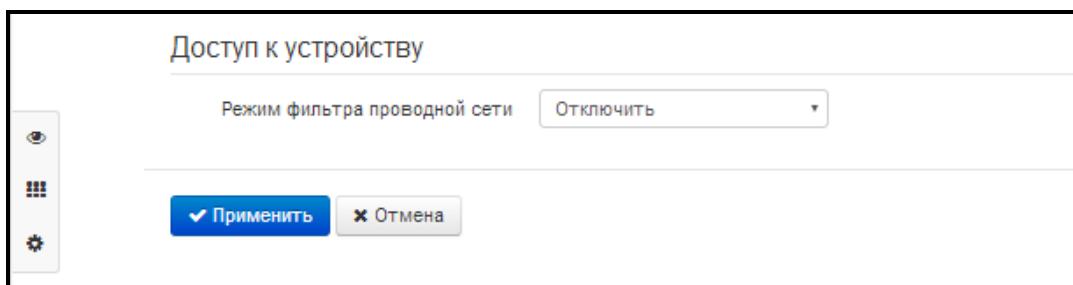 Доступ к устройству
Режим фильтра проводной сети Отключить
Применить Отмена